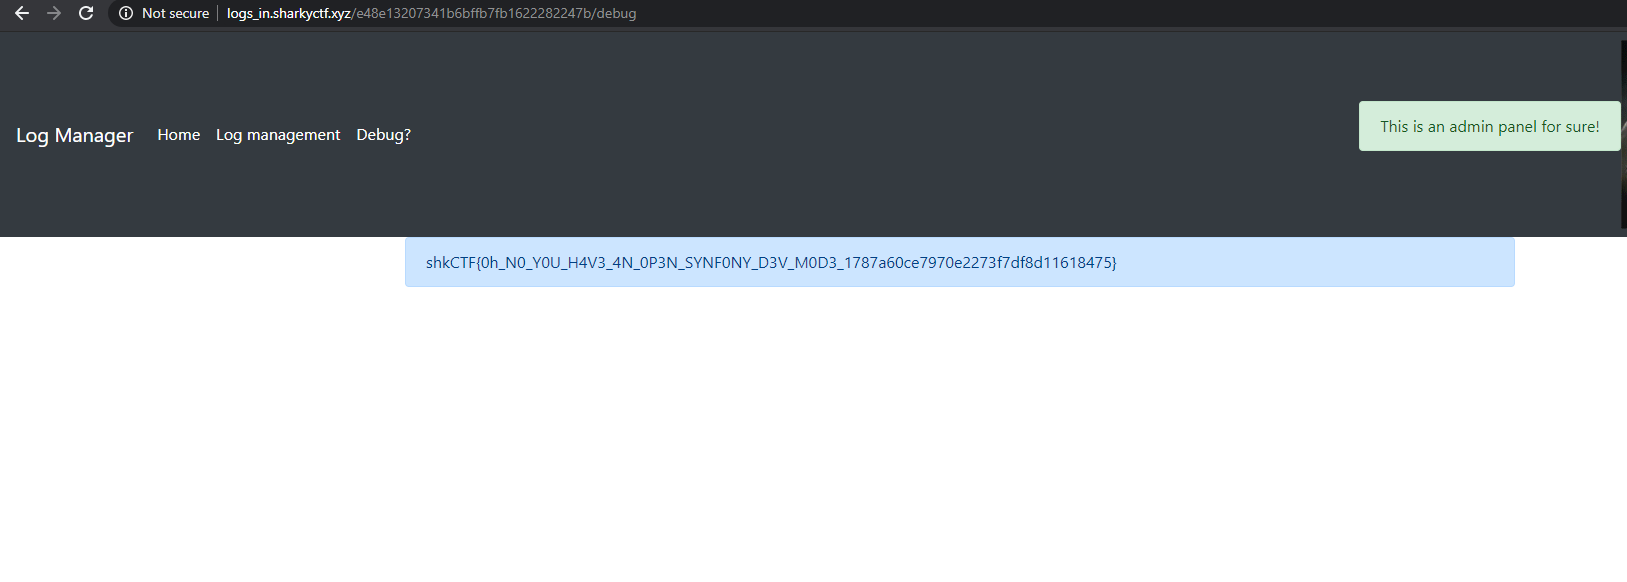 Not secure logs_in.sharkyctf.xyz/e48e13207341b6bffb7fb1622282247b/debug
Log Manager Home Log management Debug? This is an admin panel for sure!
shkCTF{0h_N0_Y0U_H4V3_4N_0P3N_SYNF0NY_D3V_M0D3_1787a60ce7970e2273f7df8d11618475}